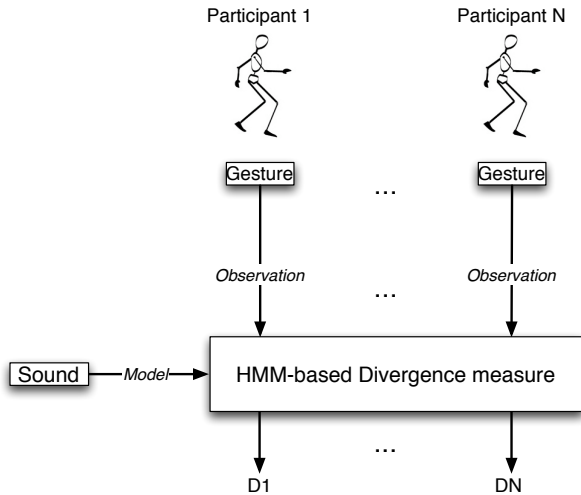 Participant 1
Participant N
Gesture
...
Gesture
Observation
...
Observation
Sound
Model
HMM-based Divergence measure
...
D1
DN